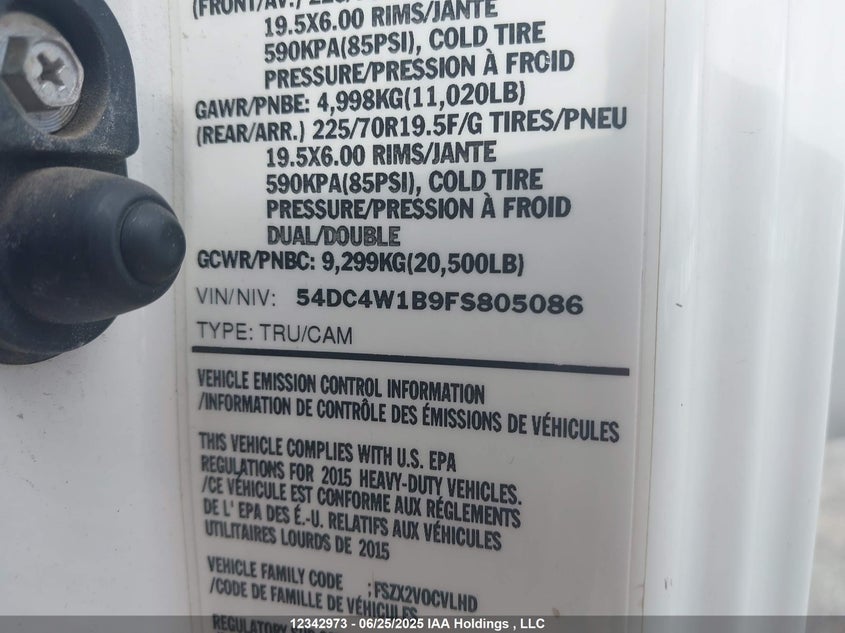 (FRONT/AV.)
19.5X6.00 RIMS/JANTE
590KPA(85PSI), COLD TIRE
PRESSURE/PRESSION À FROID
GAWR/PNBE: 4,998KG(11,020LB)
(REAR/ARR.) 225/70R19.5F/G TIRES/PNEU
19.5X6.00 RIMS/JANTE
590KPA(85PSI), COLD TIRE
PRESSURE/PRESSION À FROID
DUAL/DOUBLE
GCWR/PNBC: 9,299KG(20,500LB)
VIN/NIV: 54DC4W1B9FS805086
TYPE: TRU/CAM
VEHICLE EMISSION CONTROL INFORMATION
/INFORMATION DE CONTRÔLE DES ÉMISSIONS DE VÉHICULES
THIS VEHICLE COMPLIES WITH U.S. EPA
REGULATIONS FOR 2015 HEAVY-DUTY VEHICLES.
/CE VÉHICULE EST CONFORME AUX RÉGLEMENTS
DE L' EPA DES É.-U. RELATIFS AUX VÉHICULES
UTILITAIRES LOURDS DE 2015
VEHICLE FAMILY CODE : FSZX2VOCVLHD
/CODE DE FAMILLE DE VÉHICULES
REGULATORY
12342973 - 06/25/2025 IAA Holdings , LLC